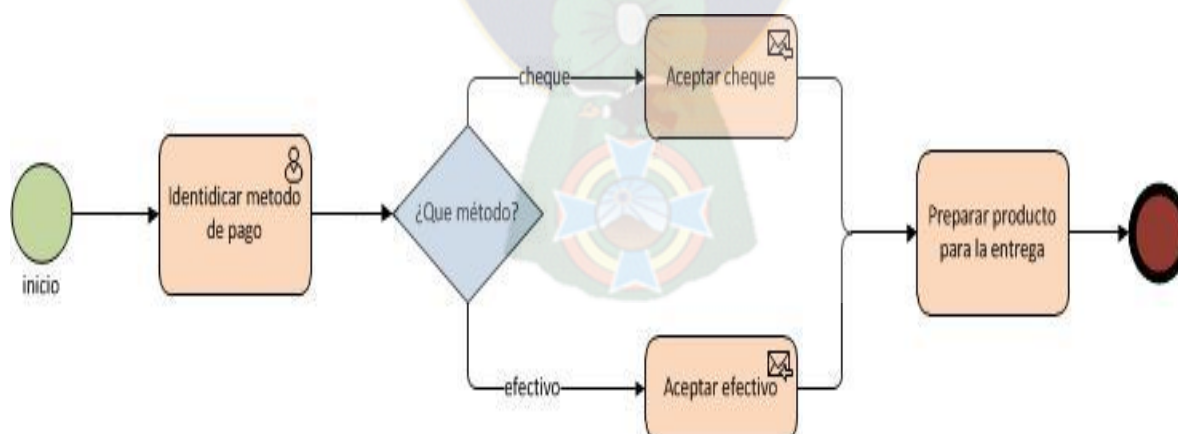 inicio
Identidicar metodo
de pago
¿Que método?
cheque
Aceptar cheque
efectivo
Aceptar efectivo
Preparar producto
para la entrega